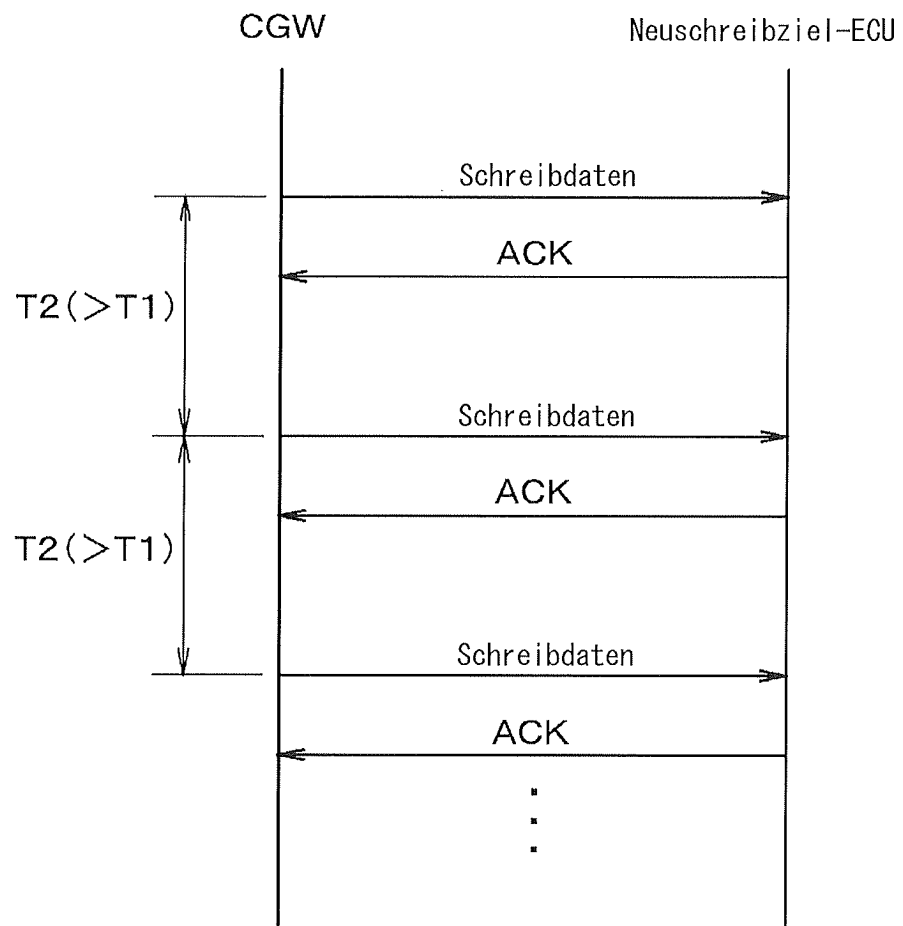 CGW
Neuschreibziel-ECU
Schreibdaten
ACK
T2(>T1)
Schreibdaten
ACK
T2(>T1)
Schreibdaten
ACK